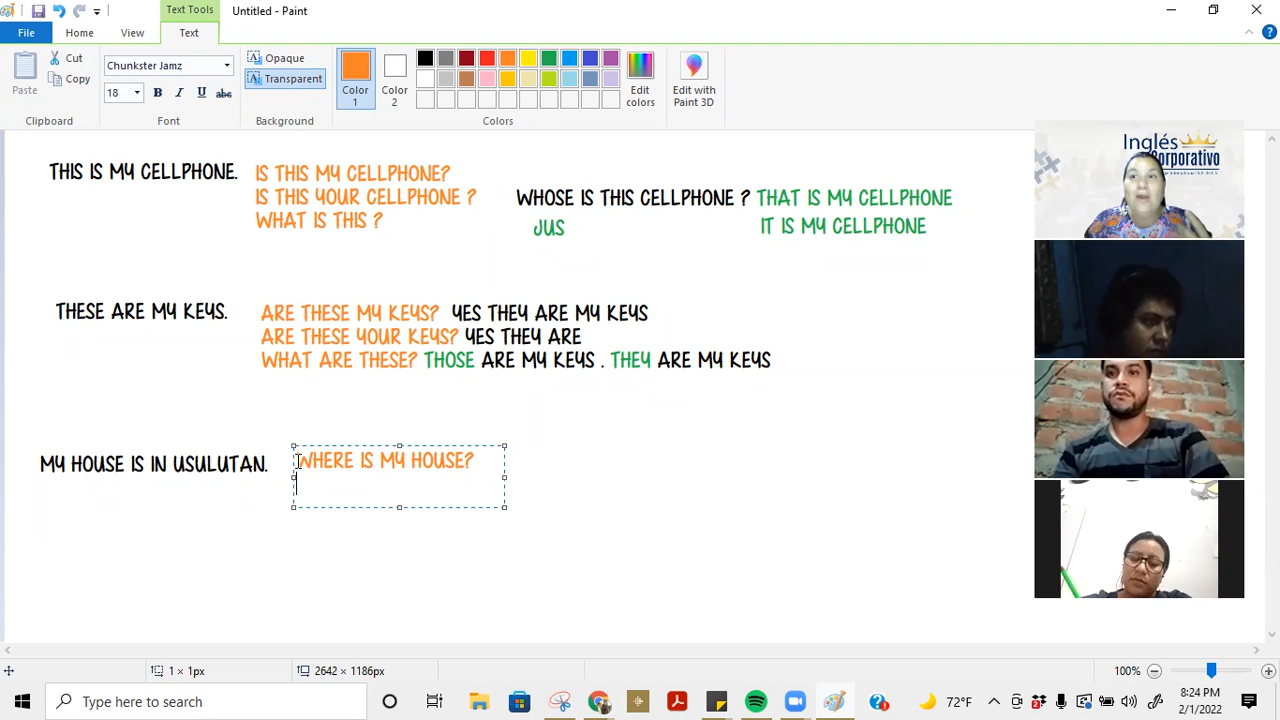 Text Tools
Untitled - Paint
File
Home
View
Text
Paste
Cut
Copy
Clipboard
Chunkster Jamz
18
B I U abc
Font
Opaque
Transparent
Background
Color 1
Color 2
Edit colors
Edit with Paint 3D
Colors
THIS IS MY CELLPHONE.
IS THIS MY CELLPHONE?
IS THIS YOUR CELLPHONE ?
WHAT IS THIS ?
WHOSE IS THIS CELLPHONE ? THAT IS MY CELLPHONE
JUS
IT IS MY CELLPHONE
THESE ARE MY KEYS.
ARE THESE MY KEYS? YES THEY ARE MY KEYS
ARE THESE YOUR KEYS? YES THEY ARE
WHAT ARE THESE? THOSE ARE MY KEYS . THEY ARE MY KEYS
MY HOUSE IS IN USULUTAN.
WHERE IS MY HOUSE?
Inglés
Corporativo
1 × 1px
2642 × 1186px
100%
Type here to search
72°F
8:24 PM
2/1/2022